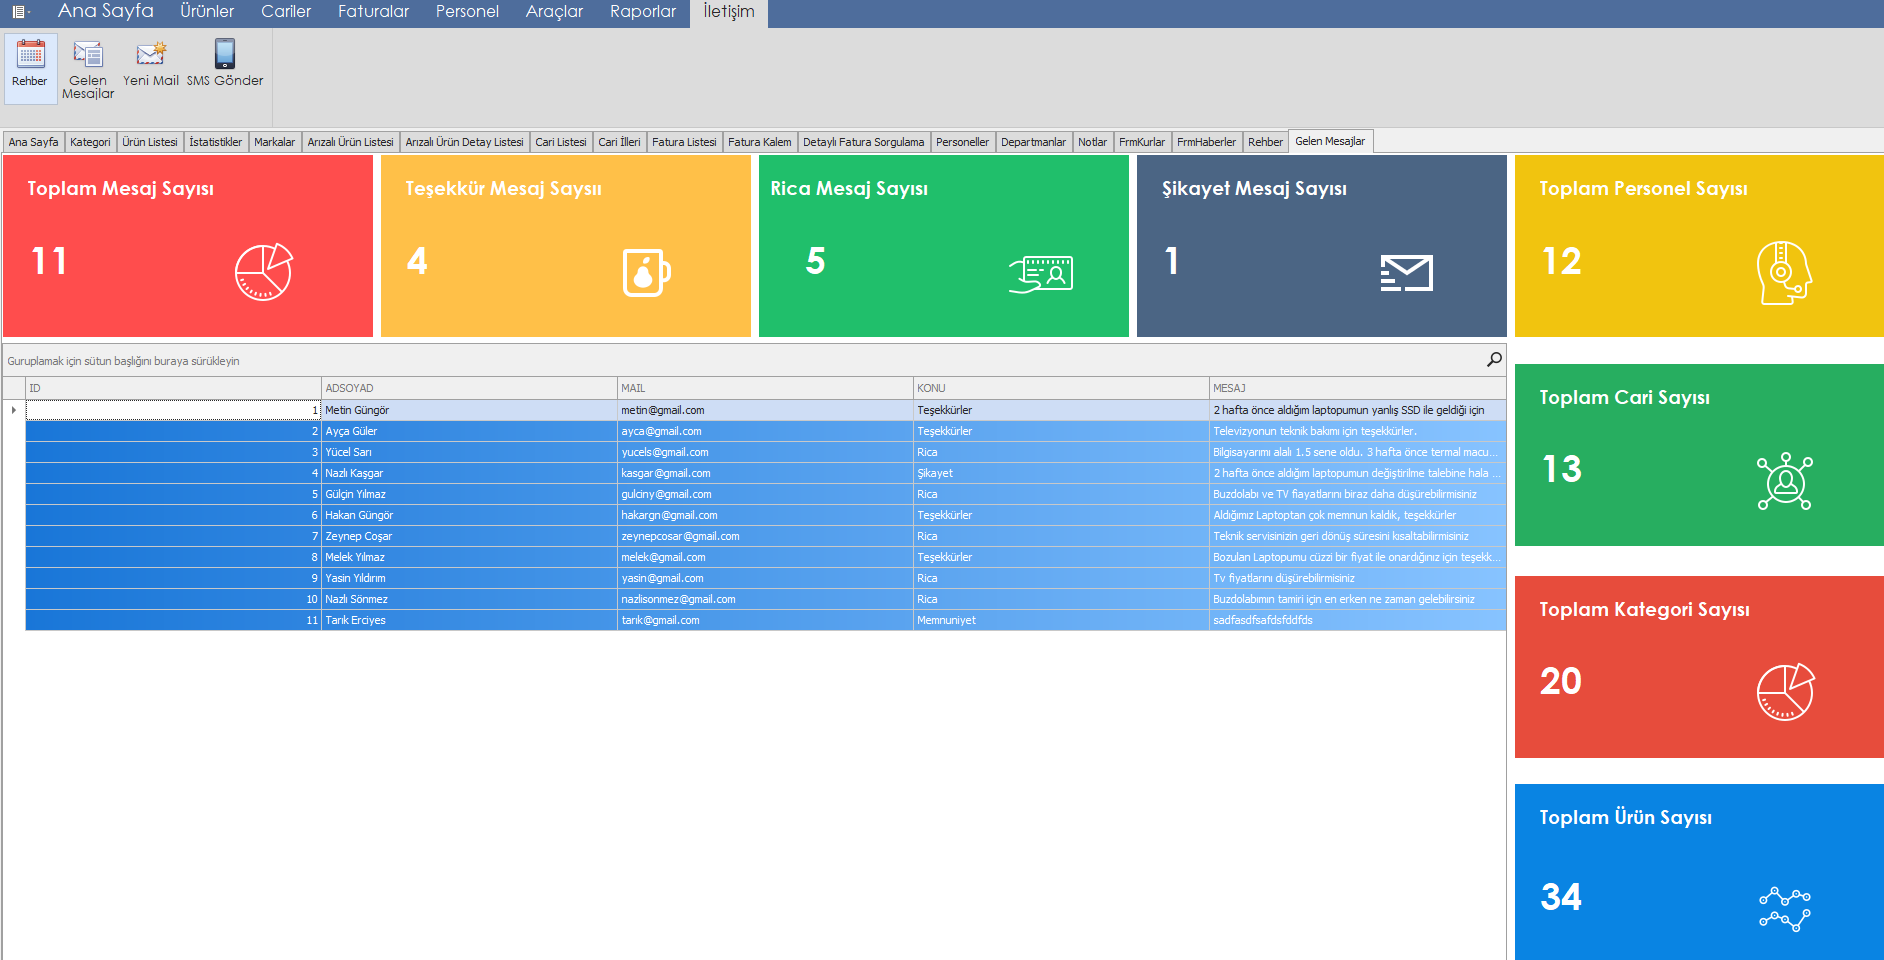 Ana Sayfa Ürünler Cariler Faturalar Personel Araçlar Raporlar İletişim
Rehber
Gelen Mesajlar
Yeni Mail
SMS Gönder
Ana Sayfa Kategori Ürün Listesi İstatistikler Markalar Arızalı Ürün Listesi Arızalı Ürün Detay Listesi Cari Listesi Cari İlleri Fatura Listesi Fatura Kalem Detaylı Fatura Sorgulama Personeller Departmanlar Notlar FrmKurlar FrmHaberler Rehber Gelen Mesajlar
Toplam Mesaj Sayısı
11
Teşekkür Mesaj Saysıı
4
Rica Mesaj Sayısı
5
Şikayet Mesaj Sayısı
1
Toplam Personel Sayısı
12
Guruplamak için sütun başlığını buraya sürükleyin
ID ADSOYAD MAIL KONU MESAJ
1 Metin Güngör metin@gmail.com Teşekkürler 2 hafta önce aldığım laptopumun yanlış SSD ile geldiği için
2 Ayça Güler ayca@gmail.com Teşekkürler Televizyonun teknik bakımı için teşekkürler.
3 Yücel Sarı yucels@gmail.com Rica Bilgisayarımı alalı 1.5 sene oldu. 3 hafta önce termal macu...
4 Nazlı Kaşgar kasgar@gmail.com Şikayet 2 hafta önce aldığım laptopumun değiştirilme talebine hala ...
5 Gülçin Yılmaz gulciny@gmail.com Rica Buzdolabı ve TV fiayatlarını biraz daha düşürebilirmisiniz
6 Hakan Güngör hakargn@gmail.com Teşekkürler Aldığımız Laptoptan çok memnun kaldık, teşekkürler
7 Zeynep Coşar zeynepcosar@gmail.com Rica Teknik servisinizin geri dönüş süresini kısaltabilirmisiniz
8 Melek Yılmaz melek@gmail.com Teşekkürler Bozulan Laptopumu cüzzi bir fiyat ile onardığınız için teşekk...
9 Yasin Yıldırım yasin@gmail.com Rica Tv fiyatlarını düşürebilirmisiniz
10 Nazlı Sönmez nazlisonmez@gmail.com Rica Buzdolabımın tamiri için en erken ne zaman gelebilirsiniz
11 Tarık Erciyes tarık@gmail.com Memnuniyet sadfasdfsafdsfddfds
Toplam Cari Sayısı
13
Toplam Kategori Sayısı
20
Toplam Ürün Sayısı
34